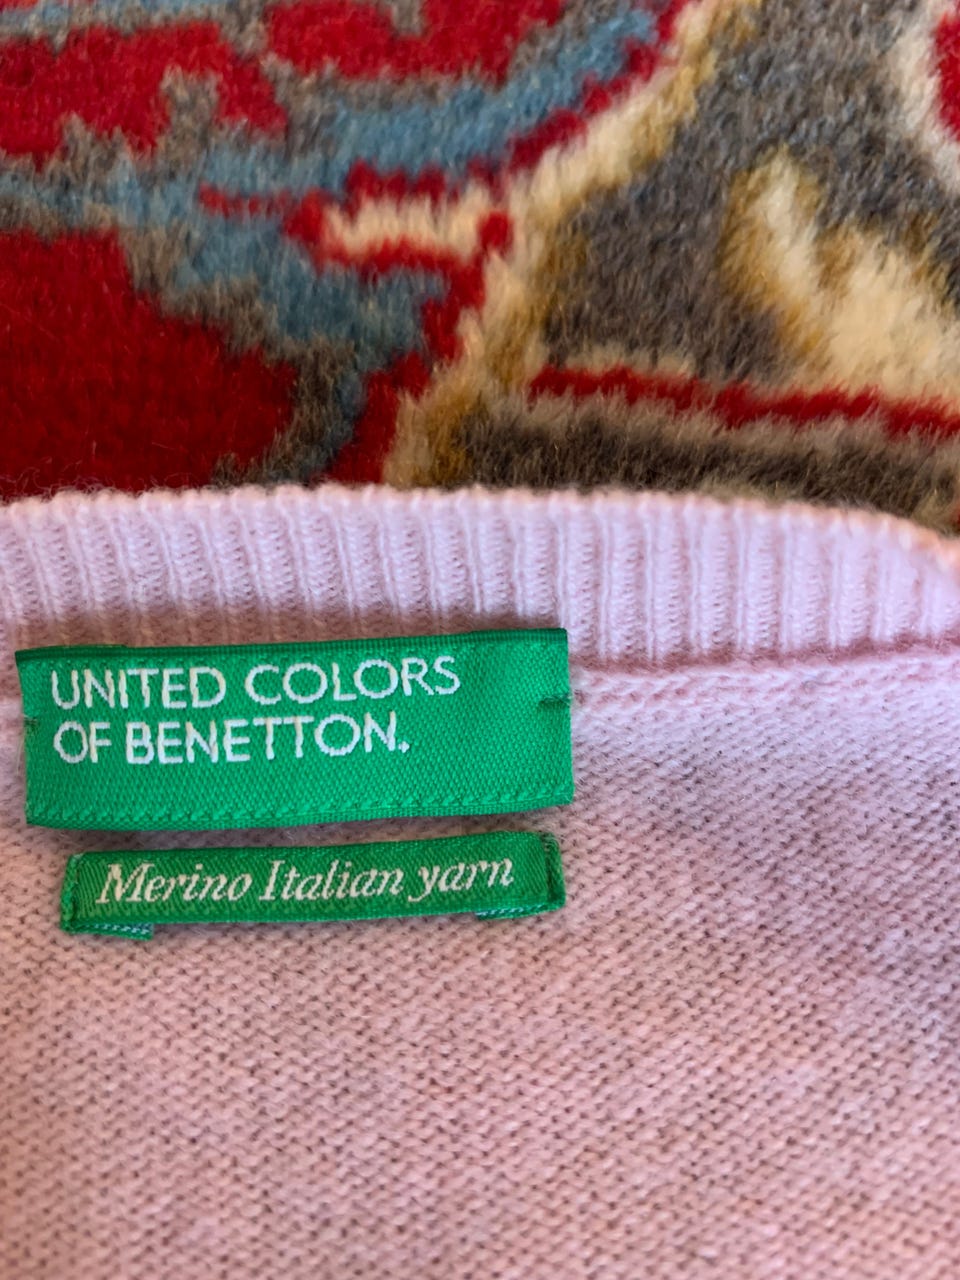 UNITED COLORS
OF BENETTON.
Merino Italian yarn